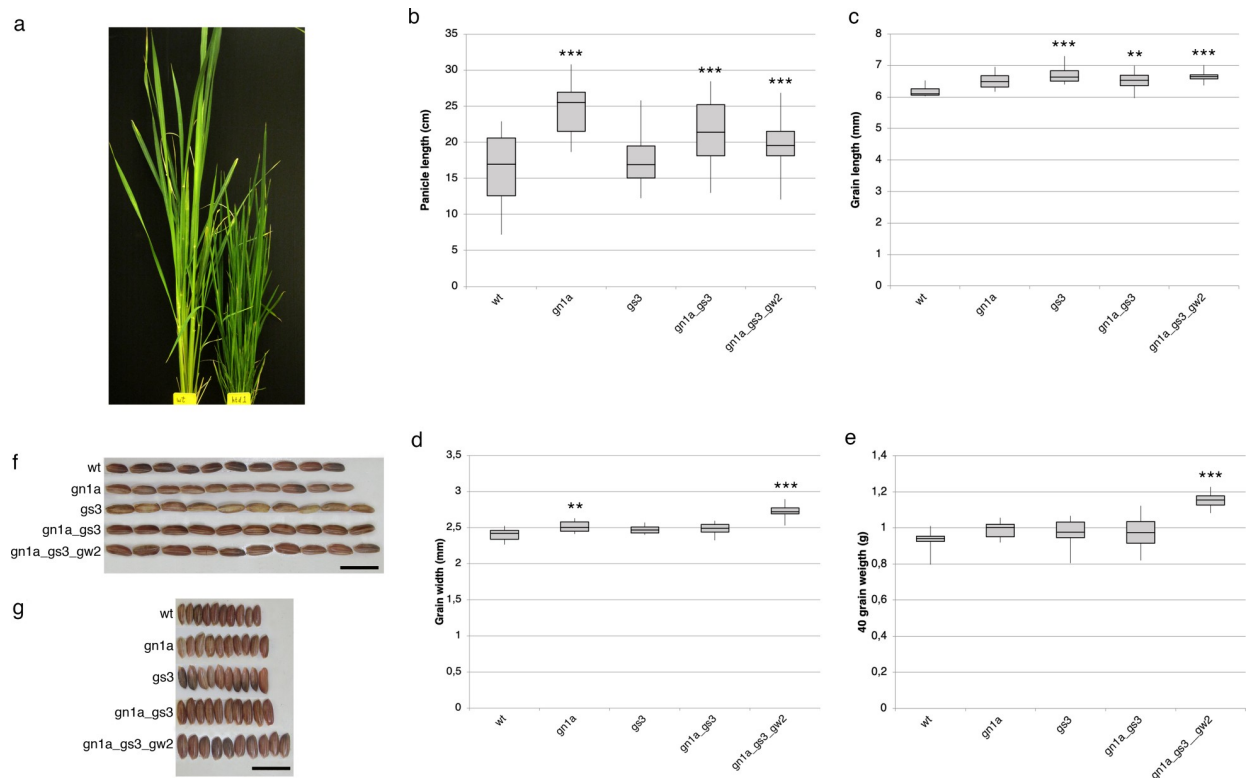 a
wt
htd1
b
Panicle length (cm)
35
30
25
20
15
10
5
0
***
***
***
wt
gn1a
gs3
gn1a_gs3
gn1a_gs3_gw2
c
Grain length (mm)
8
7
6
5
4
3
2
1
0
***
**
***
wt
gn1a
gs3
gn1a_gs3
gn1a_gs3_gw2
f
wt
gn1a
gs3
gn1a_gs3
gn1a_gs3_gw2
g
wt
gn1a
gs3
gn1a_gs3
gn1a_gs3_gw2
d
Grain width (mm)
3,5
3
2,5
2
1,5
1
0,5
0
**
***
wt
gn1a
gs3
gn1a_gs3
gn1a_gs3_gw2
e
40 grain weigth (g)
1,4
1,2
1
0,8
0,6
0,4
0,2
0
***
wt
gn1a
gs3
gn1a_gs3
gn1a_gs3__gw2